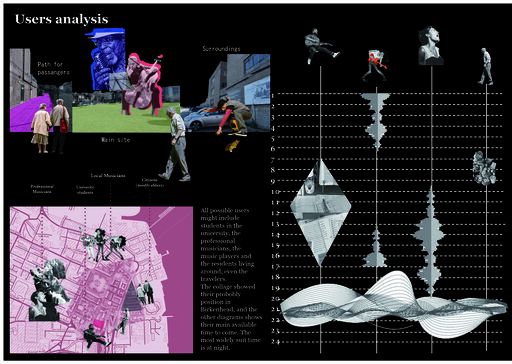 Users analysis
Path for
passangers
Surroundings
Main site
Local Musicians
Professional
Musicians
University
students
Citizens
(mostly elders)
All possible users
might include
students in the
university, the
professional
musicians, the
music players and
the residents living
around, even the
travelers.
The collage showed
their probably
position in
Birkenhead, and the
other diagrams shows
their main available
time to come. The
most widely suit time
is at night.
1
2
3
4
5
6
7
8
9
10
11
12
13
14
15
16
17
18
19
20
21
22
23
24